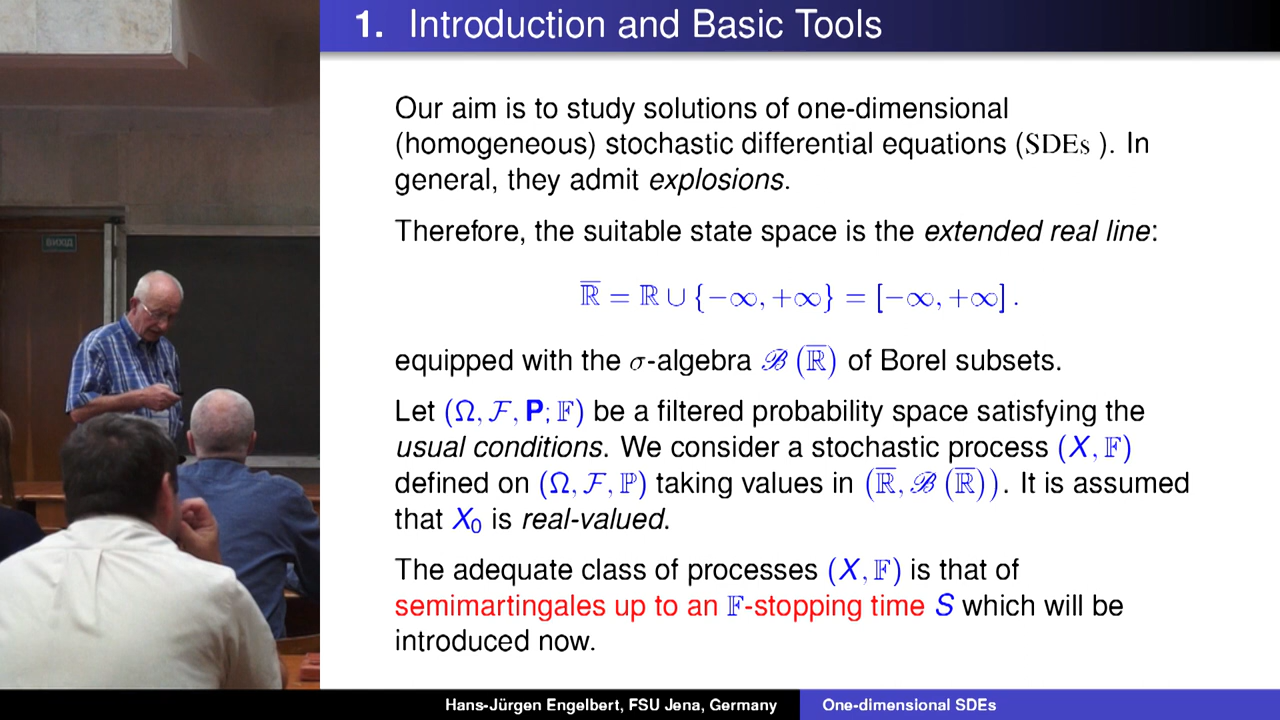 1. Introduction and Basic Tools
Our aim is to study solutions of one-dimensional
(homogeneous) stochastic differential equations (SDEs ). In
general, they admit explosions.
Therefore, the suitable state space is the extended real line:
ℝ̅ = ℝ ∪ {−∞, +∞} = [−∞, +∞] .
equipped with the σ-algebra ℬ (ℝ̅) of Borel subsets.
Let (Ω, ℱ, P; 𝔽) be a filtered probability space satisfying the
usual conditions. We consider a stochastic process (X, 𝔽)
defined on (Ω, ℱ, ℙ) taking values in (ℝ̅, ℬ (ℝ̅)). It is assumed
that X₀ is real-valued.
The adequate class of processes (X, 𝔽) is that of
semimartingales up to an 𝔽-stopping time S which will be
introduced now.
Hans-Jürgen Engelbert, FSU Jena, Germany
One-dimensional SDEs
ВИХОД